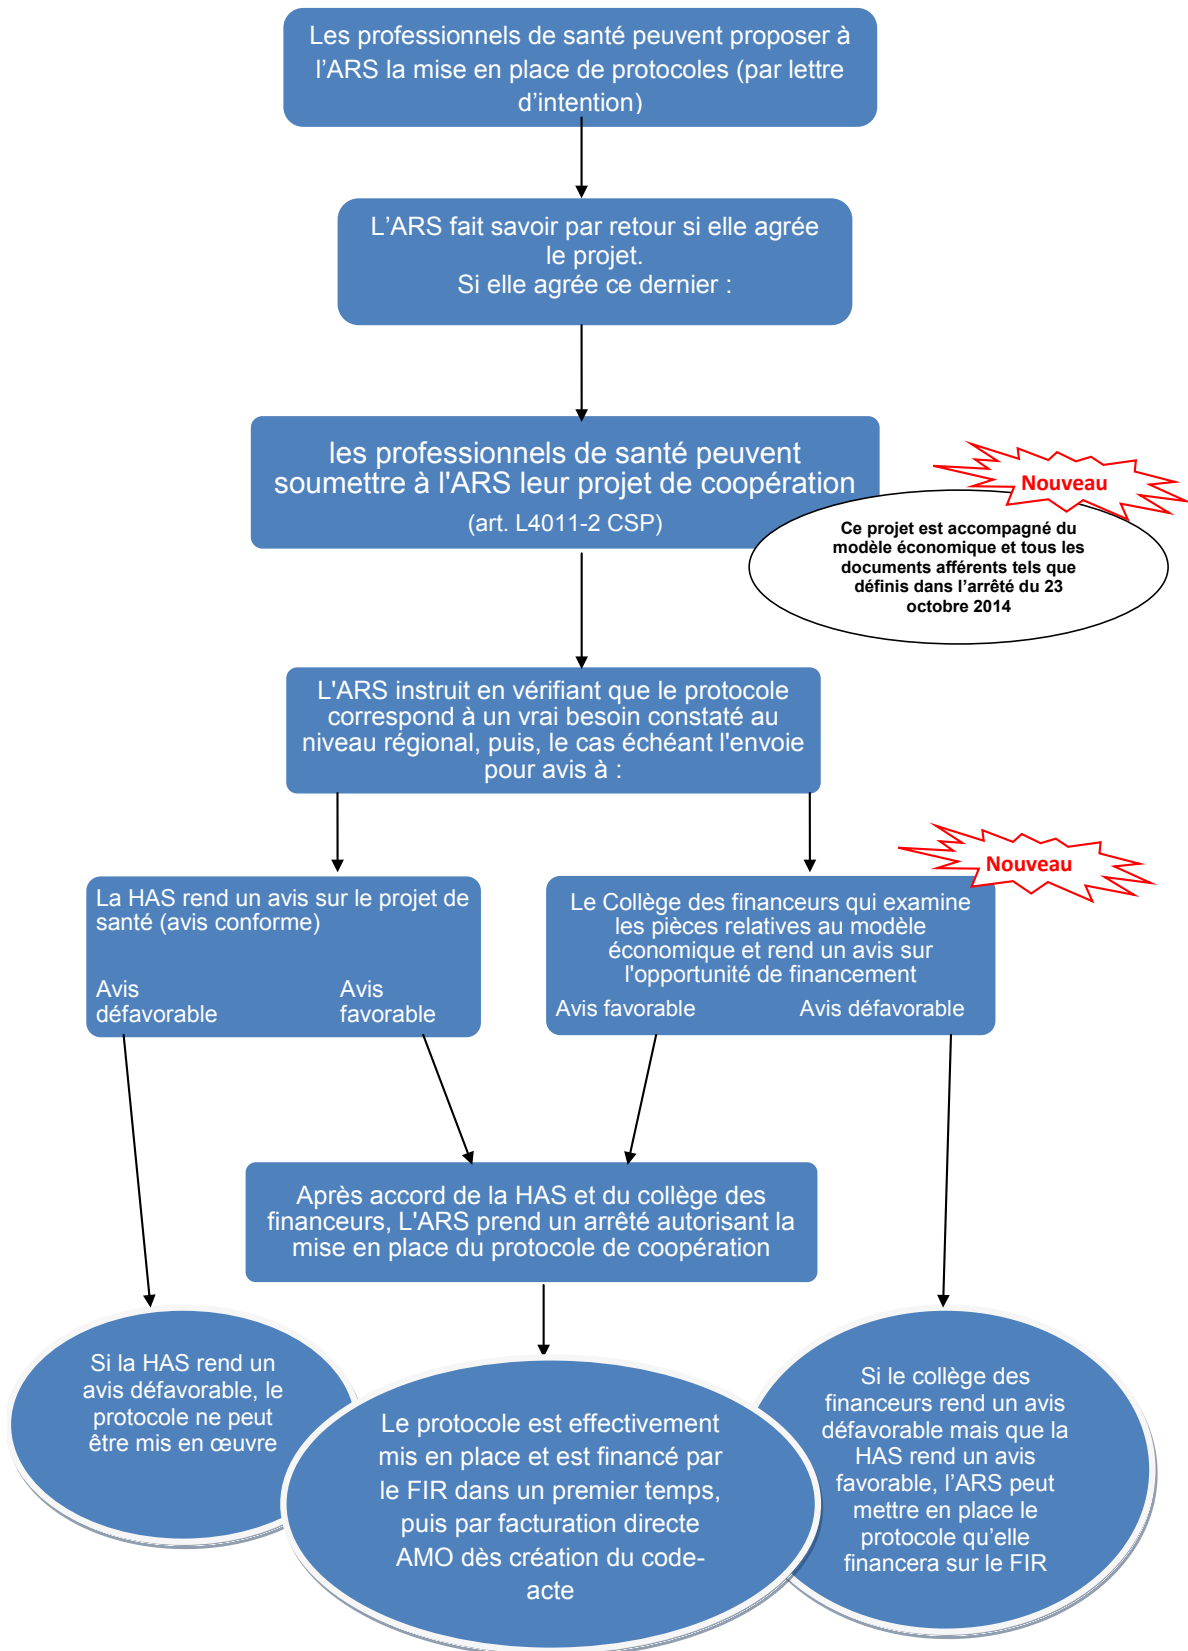 Les professionnels de santé peuvent proposer à
l’ARS la mise en place de protocoles (par lettre
d’intention)
L’ARS fait savoir par retour si elle agrée
le projet.
Si elle agrée ce dernier :
les professionnels de santé peuvent
soumettre à l'ARS leur projet de coopération
(art. L4011-2 CSP)
Nouveau
Ce projet est accompagné du
modèle économique et tous les
documents afférents tels que
définis dans l’arrêté du 23
octobre 2014
L'ARS instruit en vérifiant que le protocole
correspond à un vrai besoin constaté au
niveau régional, puis, le cas échéant l'envoie
pour avis à :
La HAS rend un avis sur le projet de
santé (avis conforme)
Avis
défavorable
Avis
favorable
Nouveau
Le Collège des financeurs qui examine
les pièces relatives au modèle
économique et rend un avis sur
l'opportunité de financement
Avis favorable
Avis défavorable
Après accord de la HAS et du collège des
financeurs, L'ARS prend un arrêté autorisant la
mise en place du protocole de coopération
Si la HAS rend un
avis défavorable, le
protocole ne peut
être mis en œuvre
Le protocole est effectivement
mis en place et est financé par
le FIR dans un premier temps,
puis par facturation directe
AMO dès création du code-
acte
Si le collège des
financeurs rend un avis
défavorable mais que la
HAS rend un avis
favorable, l’ARS peut
mettre en place le
protocole qu’elle
financera sur le FIR